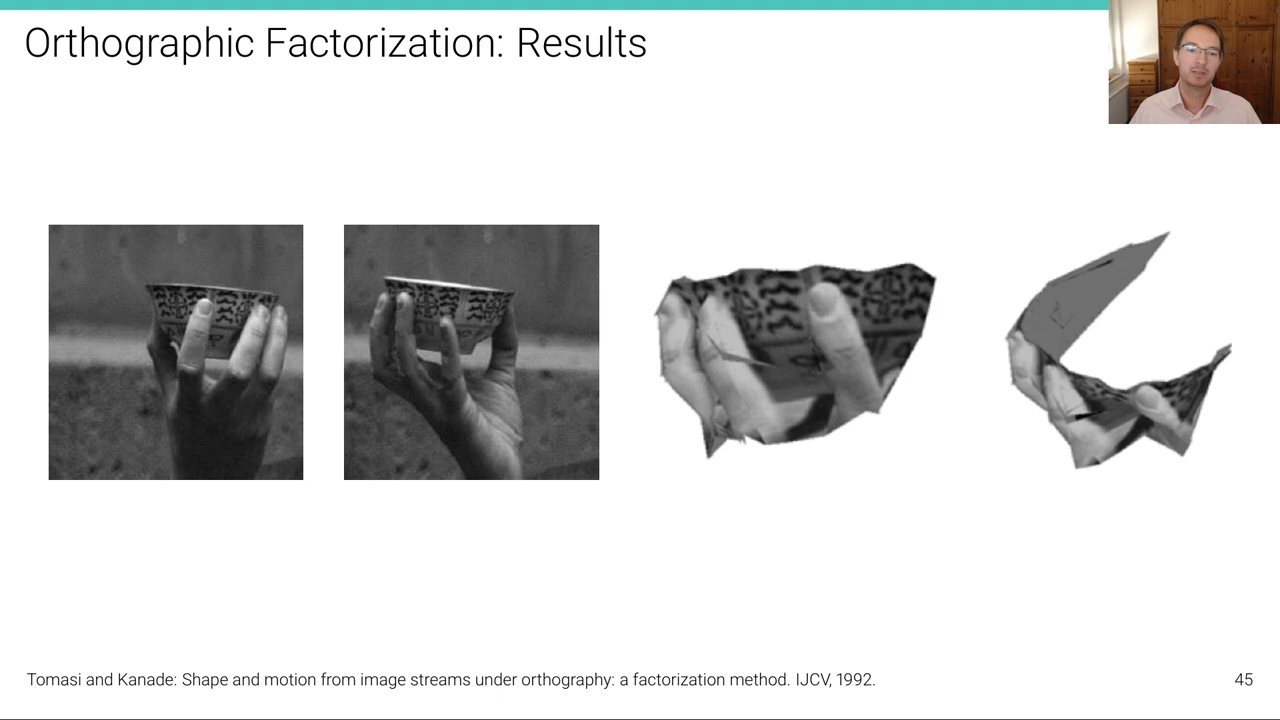 Orthographic Factorization: Results
Tomasi and Kanade: Shape and motion from image streams under orthography: a factorization method. IJCV, 1992.
45